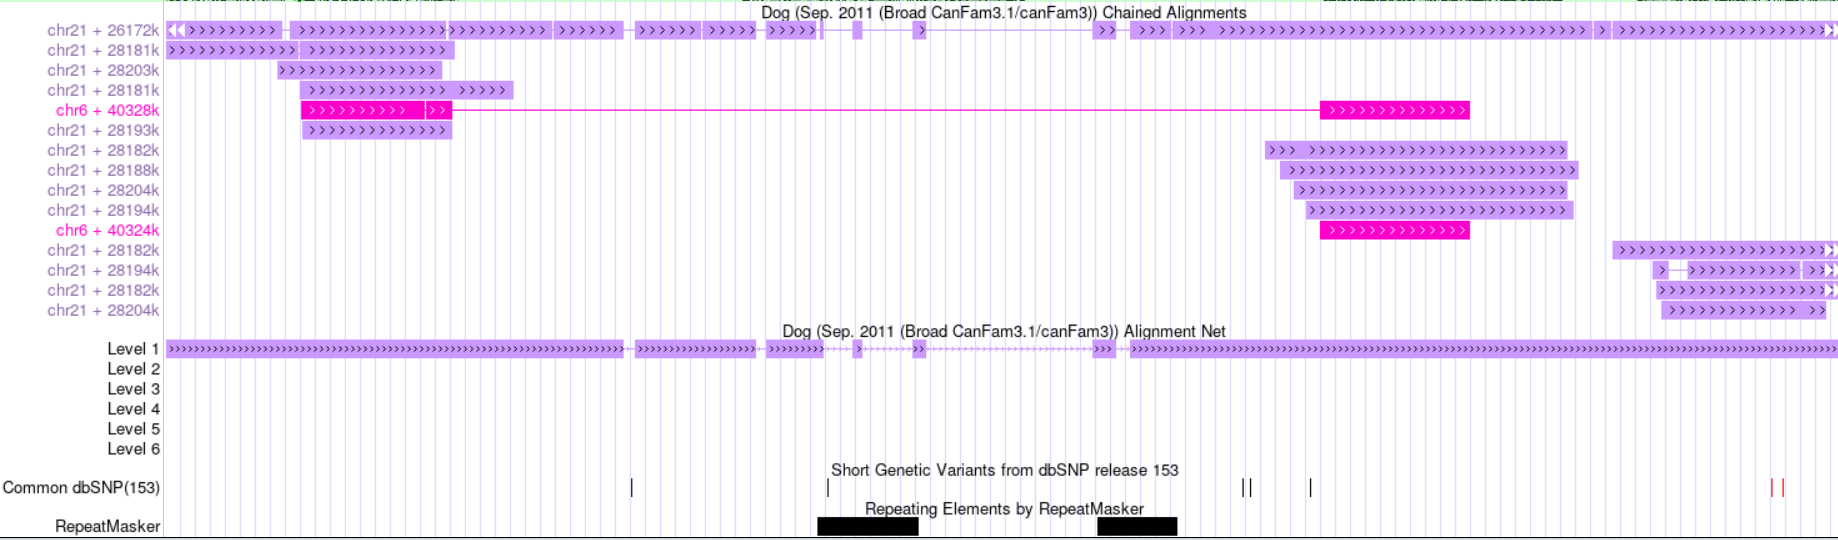 Dog (Sep. 2011 (Broad CanFam3.1/canFam3)) Chained Alignments
chr21 + 26172k
chr21 + 28181k
chr21 + 28203k
chr21 + 28181k
chr6 + 40328k
chr21 + 28193k
chr21 + 28182k
chr21 + 28188k
chr21 + 28204k
chr21 + 28194k
chr6 + 40324k
chr21 + 28182k
chr21 + 28194k
chr21 + 28182k
chr21 + 28204k
Dog (Sep. 2011 (Broad CanFam3.1/canFam3)) Alignment Net
Level 1
Level 2
Level 3
Level 4
Level 5
Level 6
Short Genetic Variants from dbSNP release 153
Common dbSNP(153)
Repeating Elements by RepeatMasker
RepeatMasker